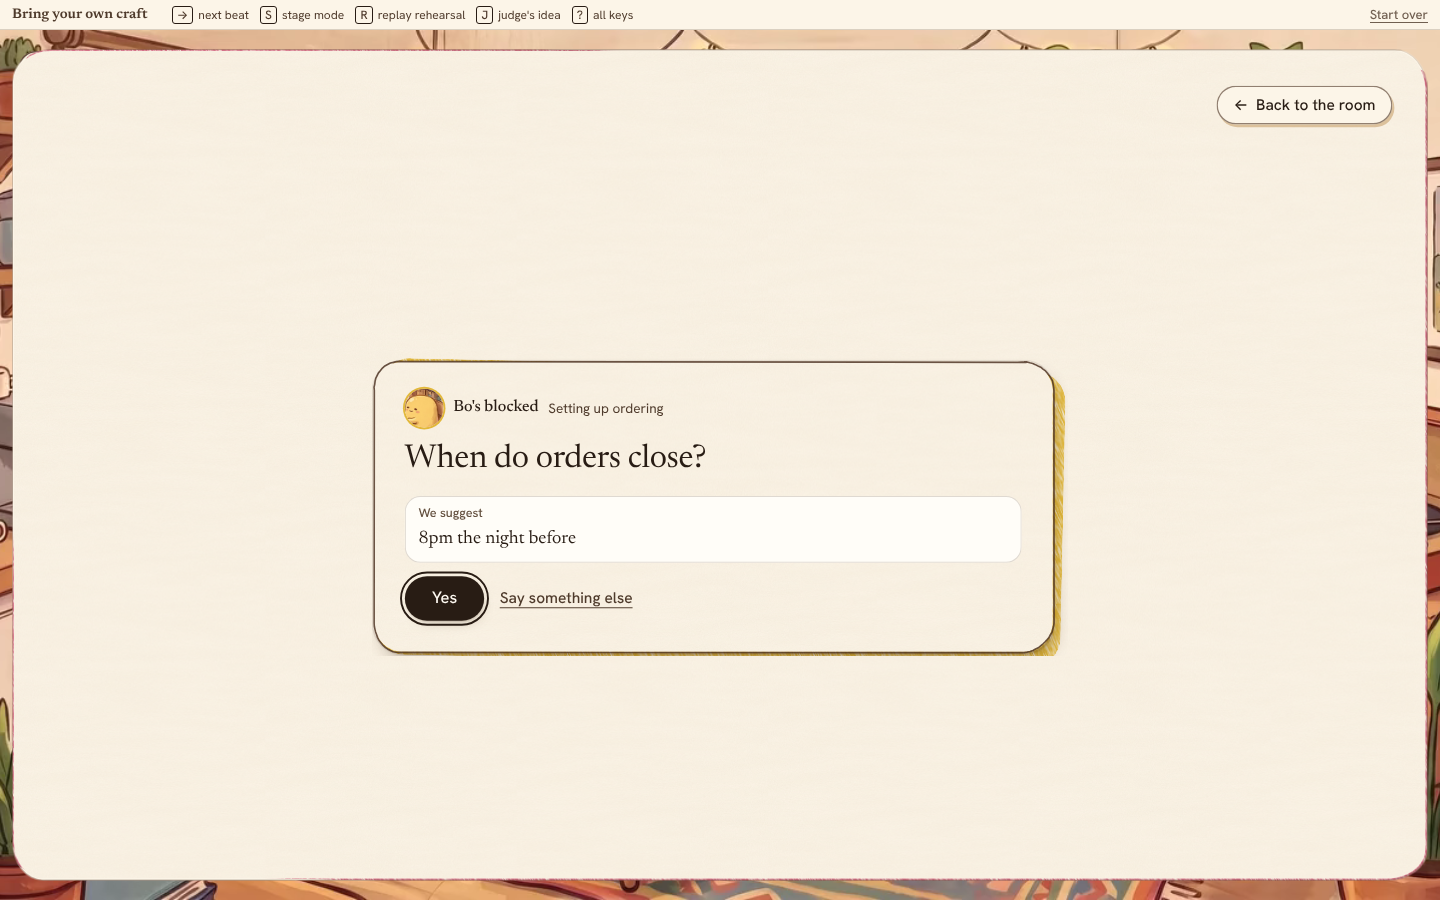 Bring your own craft → next beat S stage mode R replay rehearsal J judge's idea ? all keys Start over
← Back to the room
Bo's blocked Setting up ordering
When do orders close?
We suggest
8pm the night before
Yes Say something else